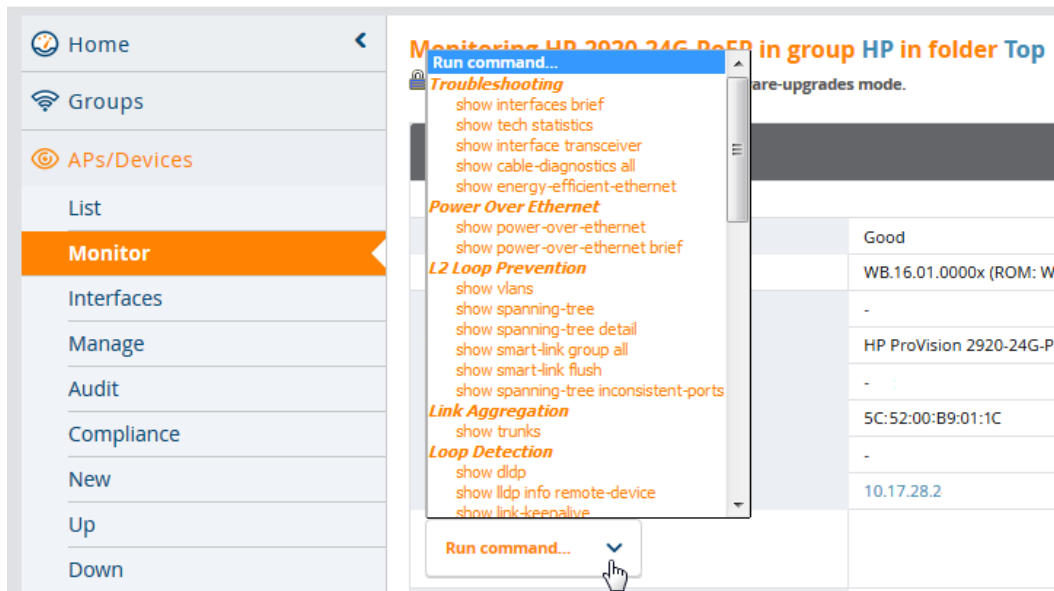 Home
Groups
APs/Devices
List
Monitor
Interfaces
Manage
Audit
Compliance
New
Up
Down
Monitoring HP 2920-24G-PoEP in group HP in folder Top
are-upgrades mode.
Run command...
Troubleshooting
show interfaces brief
show tech statistics
show interface transceiver
show cable-diagnostics all
show energy-efficient-ethernet
Power Over Ethernet
show power-over-ethernet
show power-over-ethernet brief
L2 Loop Prevention
show vlans
show spanning-tree
show spanning-tree detail
show smart-link group all
show smart-link flush
show spanning-tree inconsistent-ports
Link Aggregation
show trunks
Loop Detection
show dldp
show lldp info remote-device
show link-keepalive
Run command...
Good
WB.16.01.0000x (ROM: W
-
HP ProVision 2920-24G-P
-
5C:52:00:B9:01:1C
-
10.17.28.2